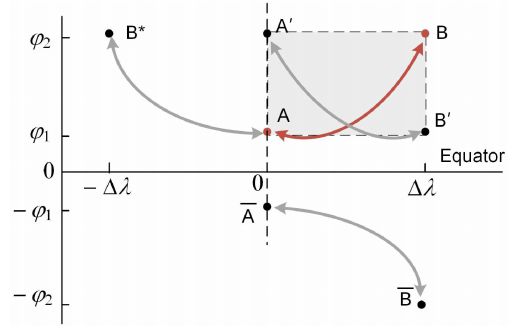 φ₂ B* A′ B
φ₁ A B′
Equator
0 − Δλ 0 Δλ
− φ₁ A̅
− φ₂ B̅